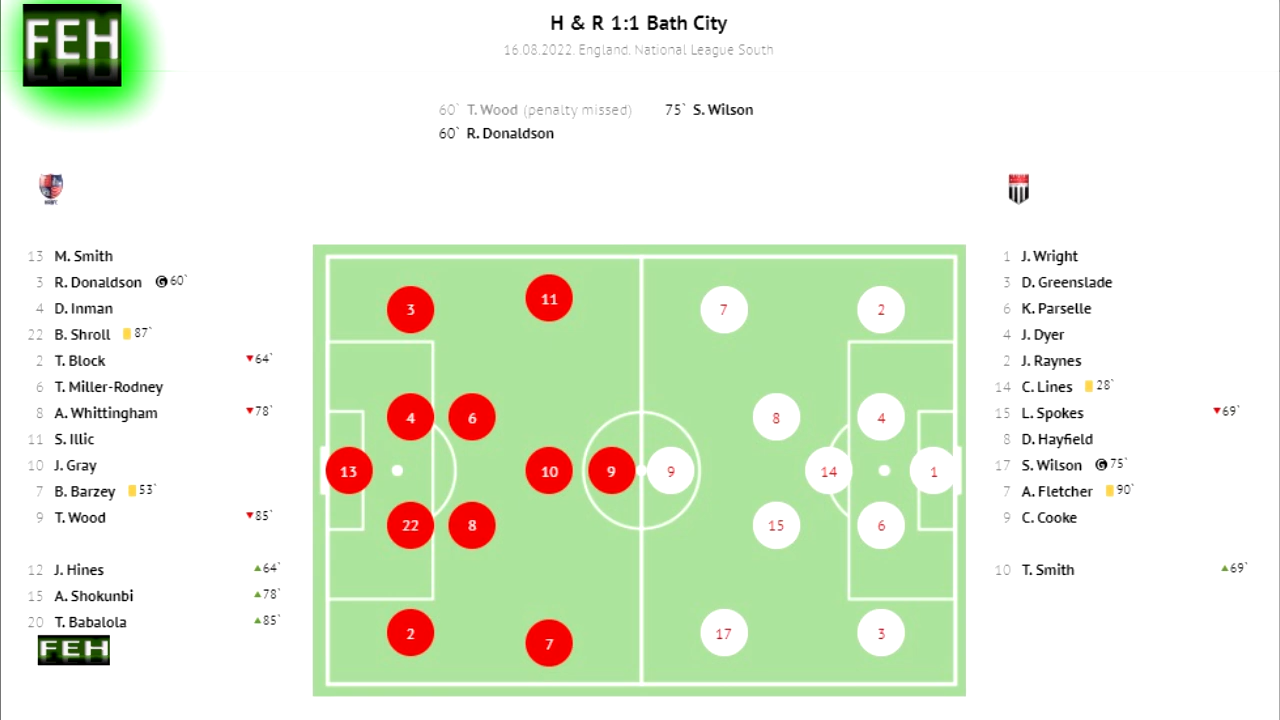 FEH
H & R 1:1 Bath City
16.08.2022. England. National League South
60` T. Wood (penalty missed) 75` S. Wilson
60` R. Donaldson
13 M. Smith
3 R. Donaldson 60`
4 D. Inman
22 B. Shroll 87`
2 T. Block 64`
6 T. Miller-Rodney
8 A. Whittingham 78`
11 S. Illic
10 J. Gray
7 B. Barzey 53`
9 T. Wood 85`
12 J. Hines 64`
15 A. Shokunbi 78`
20 T. Babalola 85`
FEH
3 11 7 2
4 6 8 4
13 10 9 9 14 1
22 8 15 6
2 7 17 3
1 J. Wright
3 D. Greenslade
6 K. Parselle
4 J. Dyer
2 J. Raynes
14 C. Lines 28`
15 L. Spokes 69`
8 D. Hayfield
17 S. Wilson 75`
7 A. Fletcher 90`
9 C. Cooke
10 T. Smith 69`